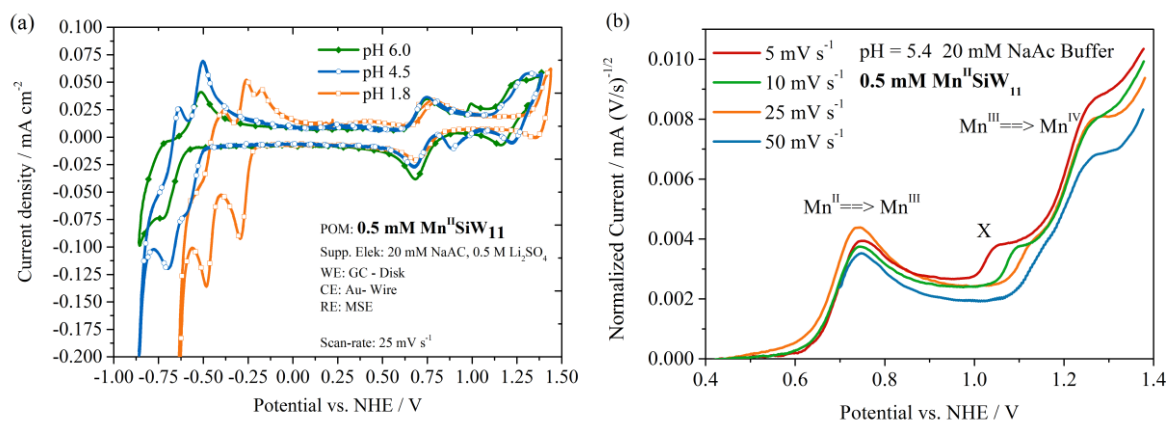 (a)
0.100
0.075
0.050
0.025
0.000
-0.025
-0.050
-0.075
-0.100
-0.125
-0.150
-0.175
-0.200
Current density / mA cm⁻²
pH 6.0
pH 4.5
pH 1.8
POM: 0.5 mM Mnᴵᴵ SiW₁₁
Supp. Elek: 20 mM NaAC, 0.5 M Li₂SO₄
WE: GC - Disk
CE: Au- Wire
RE: MSE
Scan-rate: 25 mV s⁻¹
-1.00 -0.75 -0.50 -0.25 0.00 0.25 0.50 0.75 1.00 1.25 1.50
Potential vs. NHE / V
(b)
0.010
0.008
0.006
0.004
0.002
0.000
Normalized Current / mA (V/s)⁻¹/²
5 mV s⁻¹
10 mV s⁻¹
25 mV s⁻¹
50 mV s⁻¹
pH = 5.4 20 mM NaAc Buffer
0.5 mM MnᴵᴵSiW₁₁
Mnᴵᴵᴵ==> Mnᴵⱽ
Mnᴵᴵ==> Mnᴵᴵᴵ
X
0.4 0.6 0.8 1.0 1.2 1.4
Potential vs. NHE / V